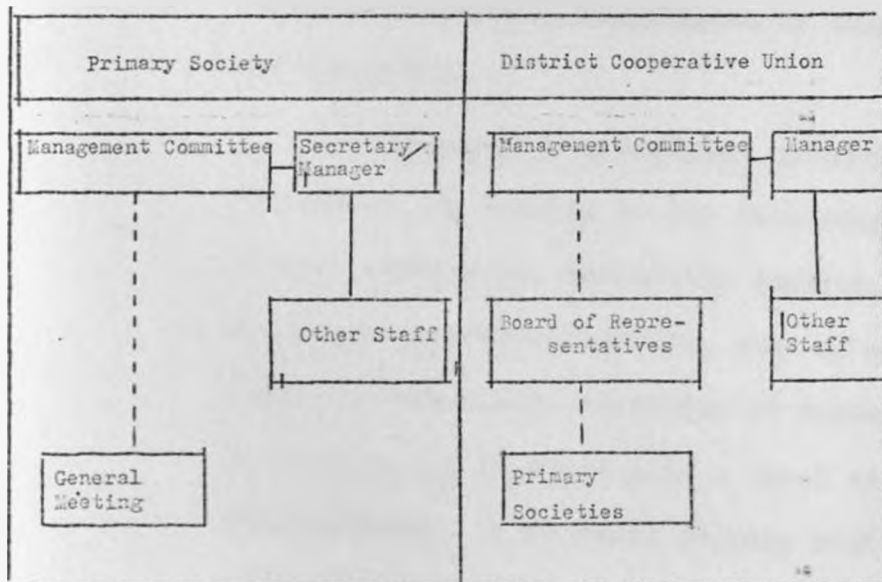 Primary Society
District Cooperative Union
Management Committee
Secretary/
Manager
Management Committee
Manager
Other Staff
Board of Repre-
sentatives
Other
Staff
General
Meeting
Primary
Societies